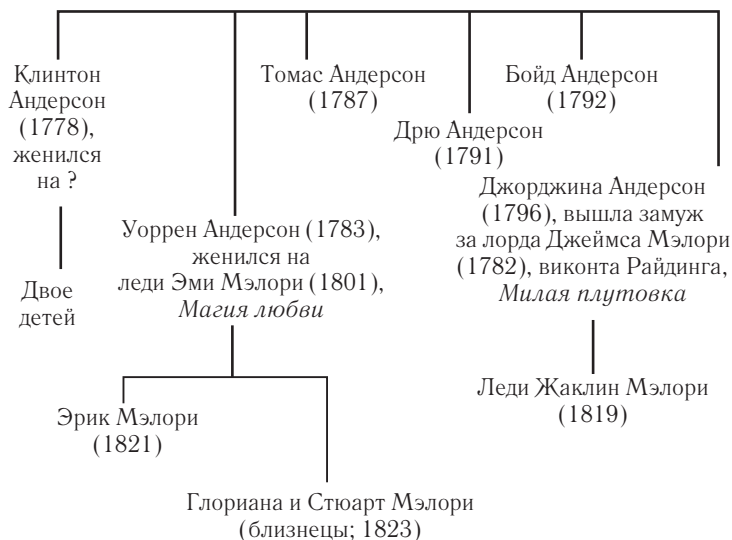 Клинтон
Андерсон
(1778),
женился
на ?
Двое
детей
Уоррен Андерсон (1783),
женился на
леди Эми Мэлори (1801),
Магия любви
Эрик Мэлори
(1821)
Глориана и Стюарт Мэлори
(близнецы; 1823)
Томас Андерсон
(1787)
Дрю Андерсон
(1791)
Бойд Андерсон
(1792)
Джорджина Андерсон
(1796), вышла замуж
за лорда Джеймса Мэлори
(1782), виконта Райдинга,
Милая плутовка
Леди Жаклин Мэлори
(1819)